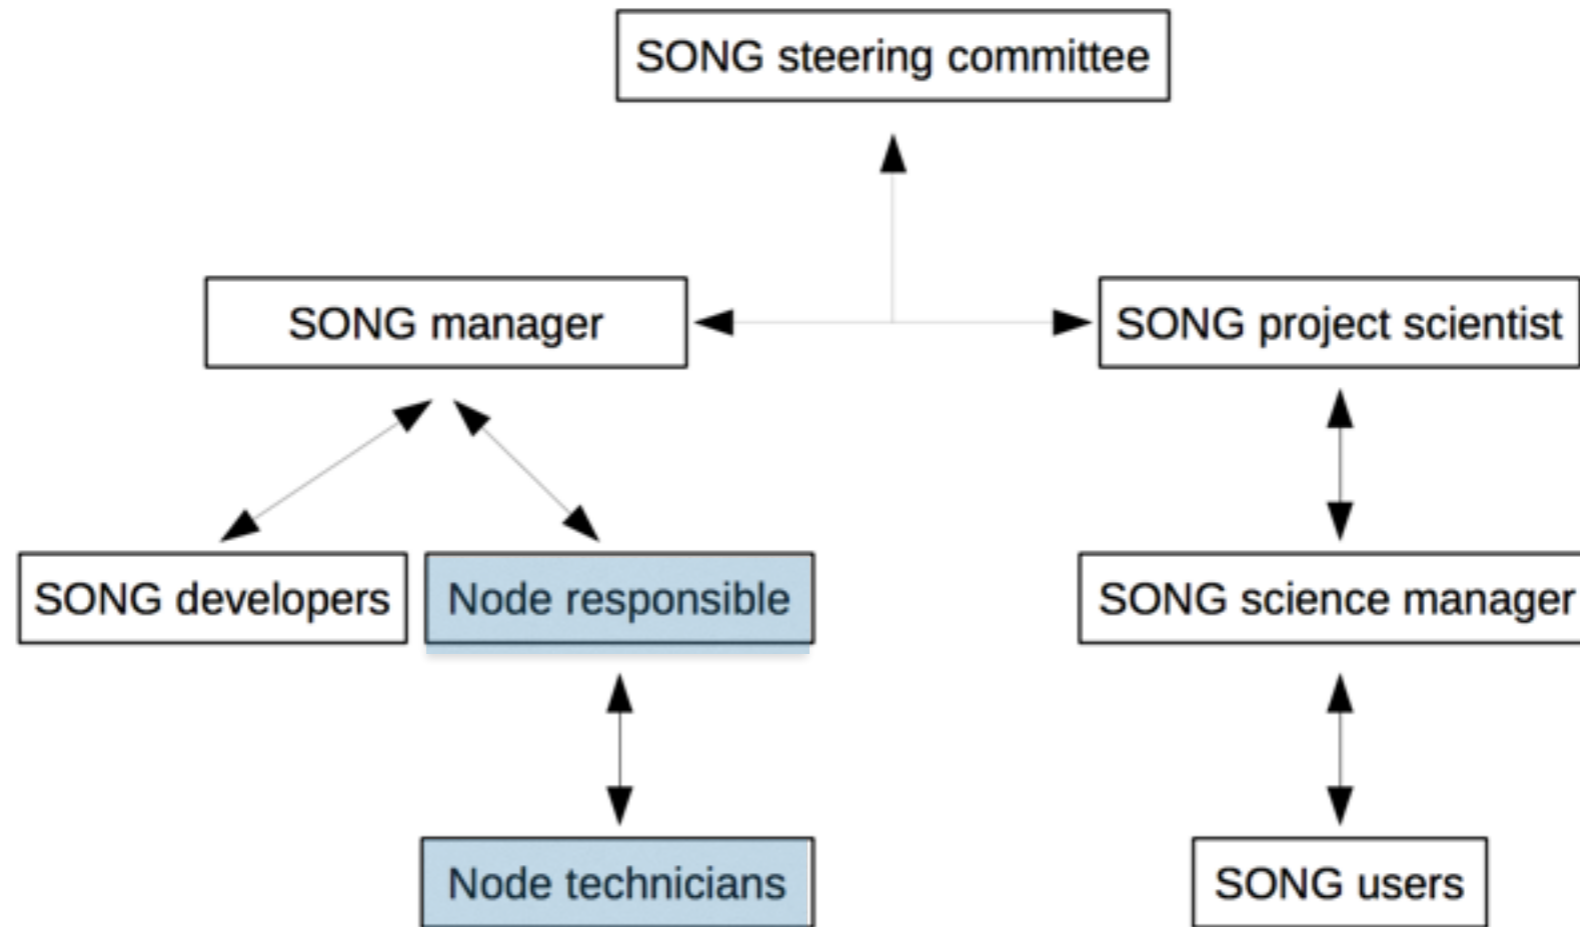 SONG steering committee
SONG manager
SONG project scientist
SONG developers
Node responsible
SONG science manager
Node technicians
SONG users